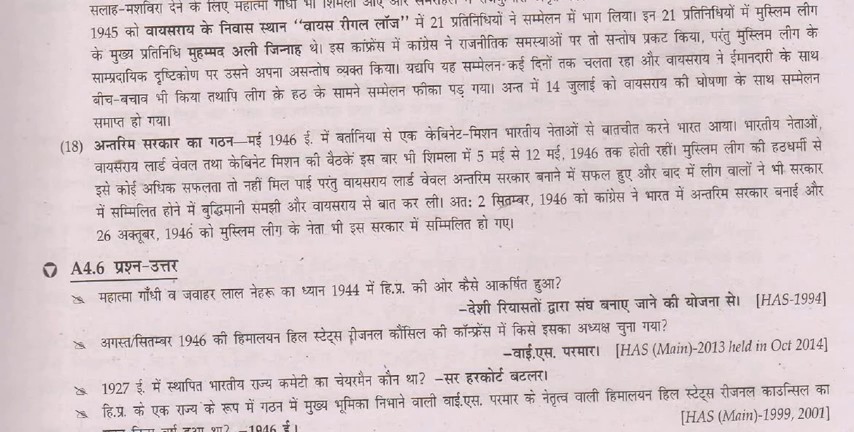 सलाह-मशविरा देने के लिए महात्मा गाँधी भी शिमला आए और
1945 को वायसराय के निवास स्थान "वायस रीगल लॉज" में 21 प्रतिनिधियों ने सम्मेलन में भाग लिया। इन 21 प्रतिनिधियों में मुस्लिम लीग
के मुख्य प्रतिनिधि मुहम्मद अली जिन्नाह थे। इस कांफ्रेंस में कांग्रेस ने राजनीतिक समस्याओं पर तो सन्तोष प्रकट किया, परंतु मुस्लिम लीग के
साम्प्रदायिक दृष्टिकोण पर उसने अपना असन्तोष व्यक्त किया। यद्यपि यह सम्मेलन कई दिनों तक चलता रहा और वायसराय ने ईमानदारी के साथ
बीच-बचाव भी किया तथापि लीग के हठ के सामने सम्मेलन फीका पड़ गया। अन्त में 14 जुलाई को वायसराय की घोषणा के साथ सम्मेलन
समाप्त हो गया।
(18) अन्तरिम सरकार का गठन—मई 1946 ई. में बर्तानिया से एक केबिनेट-मिशन भारतीय नेताओं से बातचीत करने भारत आया। भारतीय नेताओं,
वायसराय लार्ड वेवल तथा केबिनेट मिशन की बैठकें इस बार भी शिमला में 5 मई से 12 मई, 1946 तक होती रहीं। मुस्लिम लीग की हठधर्मी से
इसे कोई अधिक सफलता तो नहीं मिल पाई परंतु वायसराय लार्ड वेवल अन्तरिम सरकार बनाने में सफल हुए और बाद में लीग वालों ने भी सरकार
में सम्मिलित होने में बुद्धिमानी समझी और वायसराय से बात कर ली। अतः 2 सितम्बर, 1946 को कांग्रेस ने भारत में अन्तरिम सरकार बनाई और
26 अक्तूबर, 1946 को मुस्लिम लीग के नेता भी इस सरकार में सम्मिलित हो गए।
A4.6 प्रश्न-उत्तर
महात्मा गाँधी व जवाहर लाल नेहरू का ध्यान 1944 में हि.प्र. की ओर कैसे आकर्षित हुआ?
–देशी रियासतों द्वारा संघ बनाए जाने की योजना से। [HAS-1994]
अगस्त/सितम्बर 1946 की हिमालयन हिल स्टेट्स रीजनल कौंसिल की कॉन्फ्रेंस में किसे इसका अध्यक्ष चुना गया?
–वाई.एस. परमार। [HAS (Main)-2013 held in Oct 2014]
1927 ई. में स्थापित भारतीय राज्य कमेटी का चेयरमैन कौन था? –सर हरकोर्ट बटलर।
हि.प्र. के एक राज्य के रूप में गठन में मुख्य भूमिका निभाने वाली वाई.एस. परमार के नेतृत्व वाली हिमालयन हिल स्टेट्स रीजनल काउन्सिल का
[HAS (Main)-1999, 2001]
हुआ था? –1946 ई.।